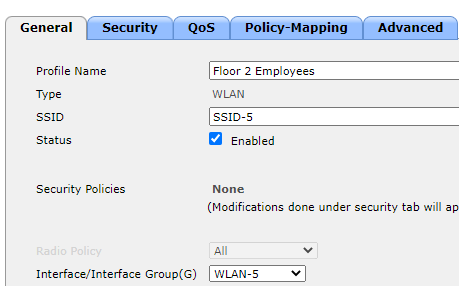 General Security QoS Policy-Mapping Advanced
Profile Name Floor 2 Employees
Type WLAN
SSID SSID-5
Status Enabled
Security Policies None
(Modifications done under security tab will ap
Radio Policy All
Interface/Interface Group(G) WLAN-5